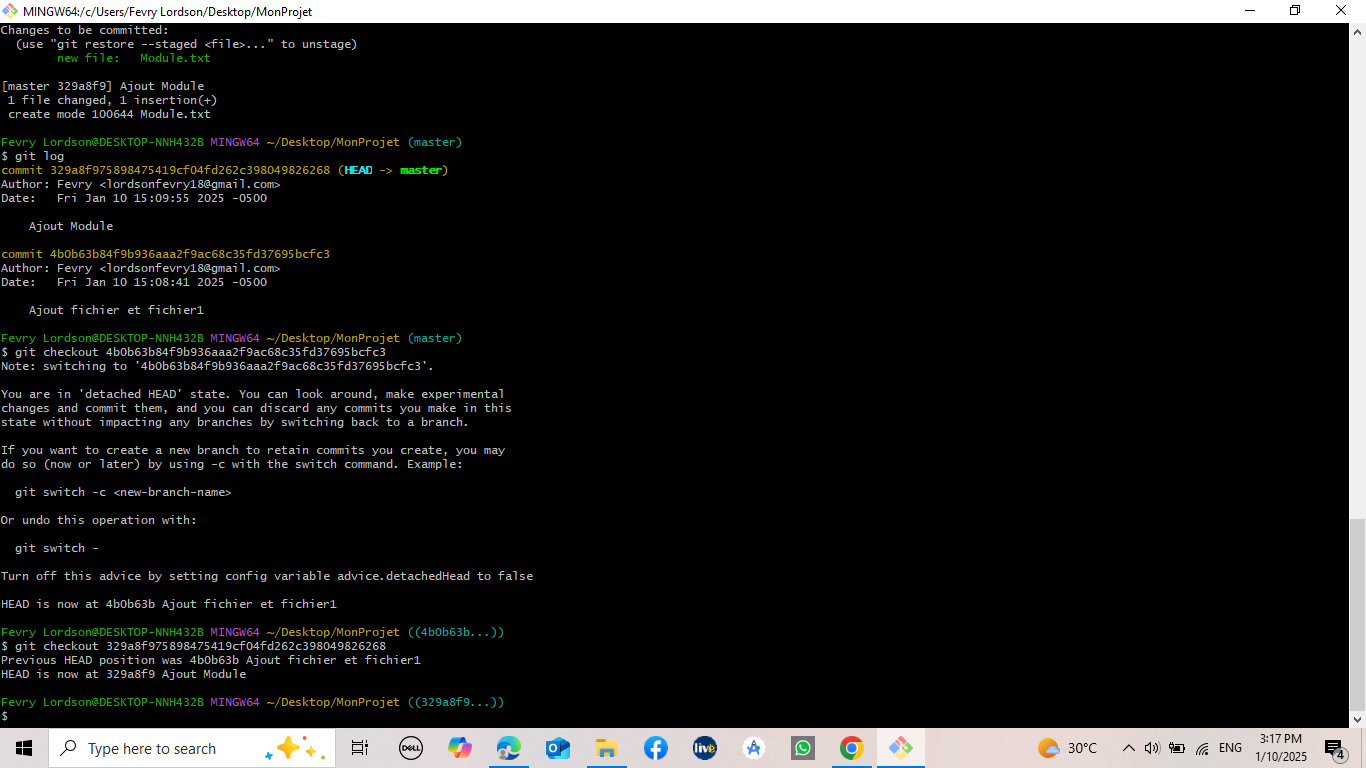 MINGW64:/c/Users/Fevry Lordson/Desktop/MonProjet
Changes to be committed:
  (use "git restore --staged <file>..." to unstage)
        new file:   Module.txt

[master 329a8f9] Ajout Module
 1 file changed, 1 insertion(+)
 create mode 100644 Module.txt

Fevry Lordson@DESKTOP-NNH432B MINGW64 ~/Desktop/MonProjet (master)
$ git log
commit 329a8f975898475419cf04fd262c398049826268 (HEAD -> master)
Author: Fevry <lordsonfevry18@gmail.com>
Date:   Fri Jan 10 15:09:55 2025 -0500

    Ajout Module

commit 4b0b63b84f9b936aaa2f9ac68c35fd37695bcfc3
Author: Fevry <lordsonfevry18@gmail.com>
Date:   Fri Jan 10 15:08:41 2025 -0500

    Ajout fichier et fichier1

Fevry Lordson@DESKTOP-NNH432B MINGW64 ~/Desktop/MonProjet (master)
$ git checkout 4b0b63b84f9b936aaa2f9ac68c35fd37695bcfc3
Note: switching to '4b0b63b84f9b936aaa2f9ac68c35fd37695bcfc3'.

You are in 'detached HEAD' state. You can look around, make experimental
changes and commit them, and you can discard any commits you make in this
state without impacting any branches by switching back to a branch.

If you want to create a new branch to retain commits you create, you may
do so (now or later) by using -c with the switch command. Example:

  git switch -c <new-branch-name>

Or undo this operation with:

  git switch -

Turn off this advice by setting config variable advice.detachedHead to false

HEAD is now at 4b0b63b Ajout fichier et fichier1

Fevry Lordson@DESKTOP-NNH432B MINGW64 ~/Desktop/MonProjet ((4b0b63b...))
$ git checkout 329a8f975898475419cf04fd262c398049826268
Previous HEAD position was 4b0b63b Ajout fichier et fichier1
HEAD is now at 329a8f9 Ajout Module

Fevry Lordson@DESKTOP-NNH432B MINGW64 ~/Desktop/MonProjet ((329a8f9...))
$
Type here to search
DELL
live
30°C
ENG
3:17 PM
1/10/2025
4